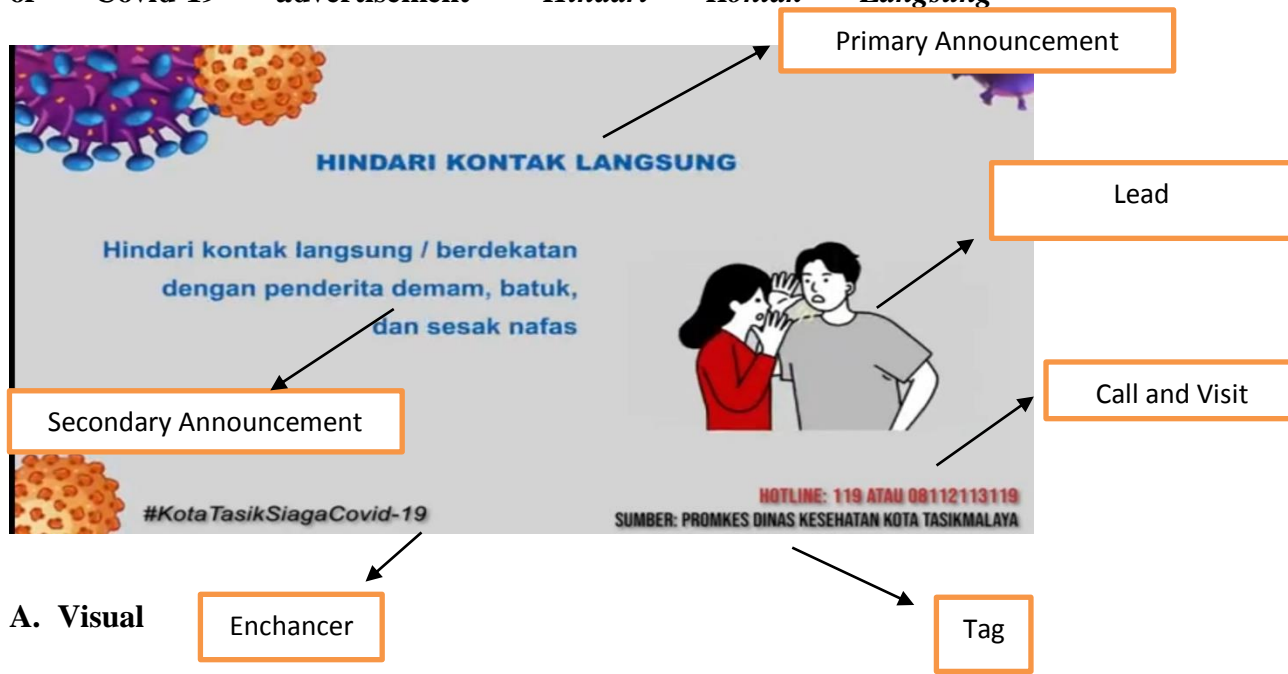 of Covid-19 advertisement Hindari Kontak Langsung
Primary Announcement
HINDARI KONTAK LANGSUNG
Lead
Hindari kontak langsung / berdekatan
dengan penderita demam, batuk,
dan sesak nafas
Call and Visit
Secondary Announcement
HOTLINE: 119 ATAU 08112113119
#KotaTasikSiagaCovid-19
SUMBER: PROMKES DINAS KESEHATAN KOTA TASIKMALAYA
A. Visual
Enchancer
Tag